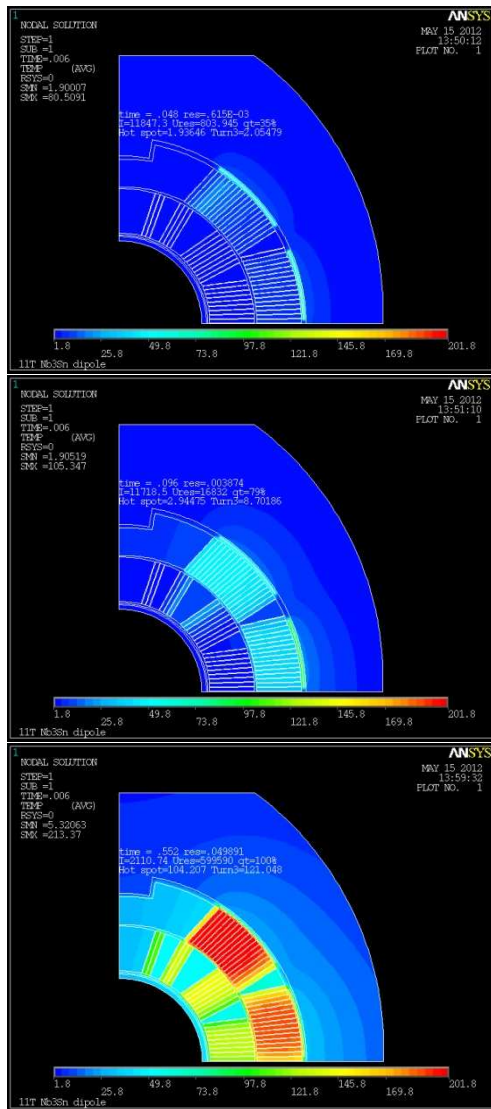 1
NODAL SOLUTION
STEP=1
SUB =1
TIME=.006
TEMP (AVG)
RSYS=0
SMN =1.90007
SMX =80.5091
ANSYS
MAY 15 2012
13:50:12
PLOT NO. 1
time = .048 res=.615E-03
I=11847.3 Ures=803.945 qt=35%
Hot spot=1.93646 Turn3=2.05479
1.8 49.8 97.8 145.8 201.8
25.8 73.8 121.8 169.8
11T Nb3Sn dipole
1
NODAL SOLUTION
STEP=1
SUB =1
TIME=.006
TEMP (AVG)
RSYS=0
SMN =1.90519
SMX =105.347
ANSYS
MAY 15 2012
13:51:10
PLOT NO. 1
time = .096 res=.003874
I=11718.5 Ures=16832 qt=79%
Hot spot=2.94475 Turn3=8.70186
1.8 49.8 97.8 145.8 201.8
25.8 73.8 121.8 169.8
11T Nb3Sn dipole
1
NODAL SOLUTION
STEP=1
SUB =1
TIME=.006
TEMP (AVG)
RSYS=0
SMN =5.32063
SMX =213.37
ANSYS
MAY 15 2012
13:59:32
PLOT NO. 1
time = .552 res=.049891
I=2110.74 Ures=599590 qt=100%
Hot spot=104.207 Turn3=121.048
1.8 49.8 97.8 145.8 201.8
25.8 73.8 121.8 169.8
11T Nb3Sn dipole